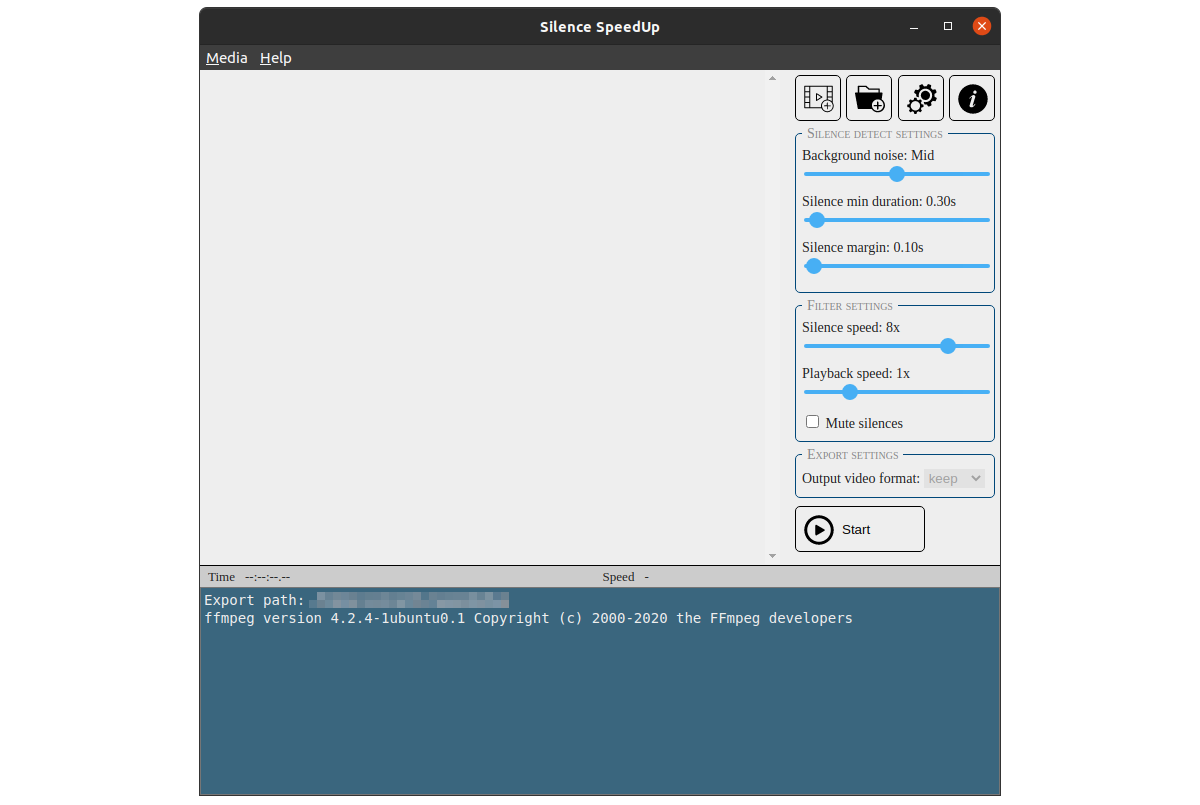 Silence SpeedUp
Media Help
Silence detect settings
Background noise: Mid
Silence min duration: 0.30s
Silence margin: 0.10s
Filter settings
Silence speed: 8x
Playback speed: 1x
Mute silences
Export settings
Output video format: keep
Start
Time --:--:--.-- Speed -
Export path:
ffmpeg version 4.2.4-1ubuntu0.1 Copyright (c) 2000-2020 the FFmpeg developers